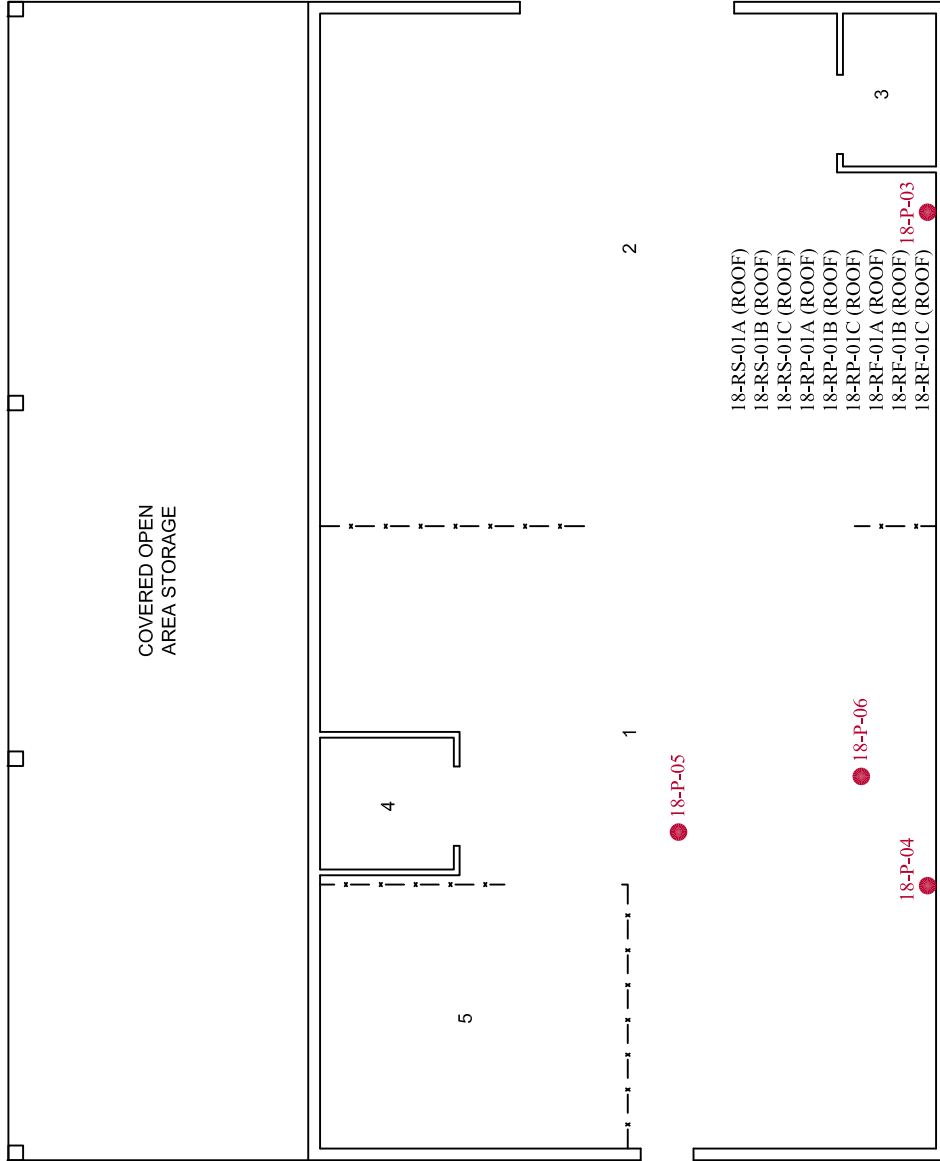 COVERED OPEN
AREA STORAGE
3
2
18-P-03
18-RS-01A (ROOF)
18-RS-01B (ROOF)
18-RS-01C (ROOF)
18-RP-01A (ROOF)
18-RP-01B (ROOF)
18-RP-01C (ROOF)
18-RF-01A (ROOF)
18-RF-01B (ROOF)
18-RF-01C (ROOF)
4
1
18-P-05
18-P-06
18-P-04
5